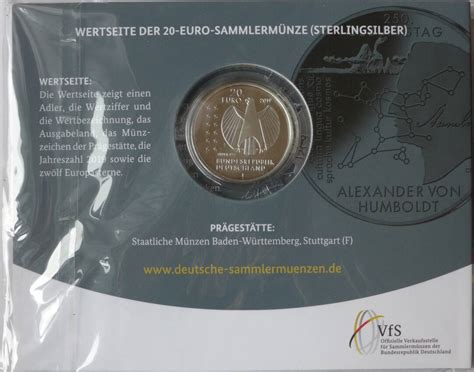 WERTSEITE DER 20-EURO-SAMMLERMÜNZE (STERLINGSILBER)
WERTSEITE:
Die Wertseite zeigt einen
Adler, die Wertziffer und
die Wertbezeichnung, das
Ausgabeland, das Münz-
zeichen der Prägestätte, die
Jahreszahl 2019 sowie die
zwölf Europasterne.
20
EURO 2019
BUNDESREPUBLIK
DEUTSCHLAND
F
250.
TAG
ALEXANDER VON
HUMBOLDT
PRÄGESTÄTTE:
Staatliche Münzen Baden-Württemberg, Stuttgart (F)
www.deutsche-sammlermuenzen.de
VfS
Offizielle Verkaufsstelle
für Sammlermünzen der
Bundesrepublik Deutschland